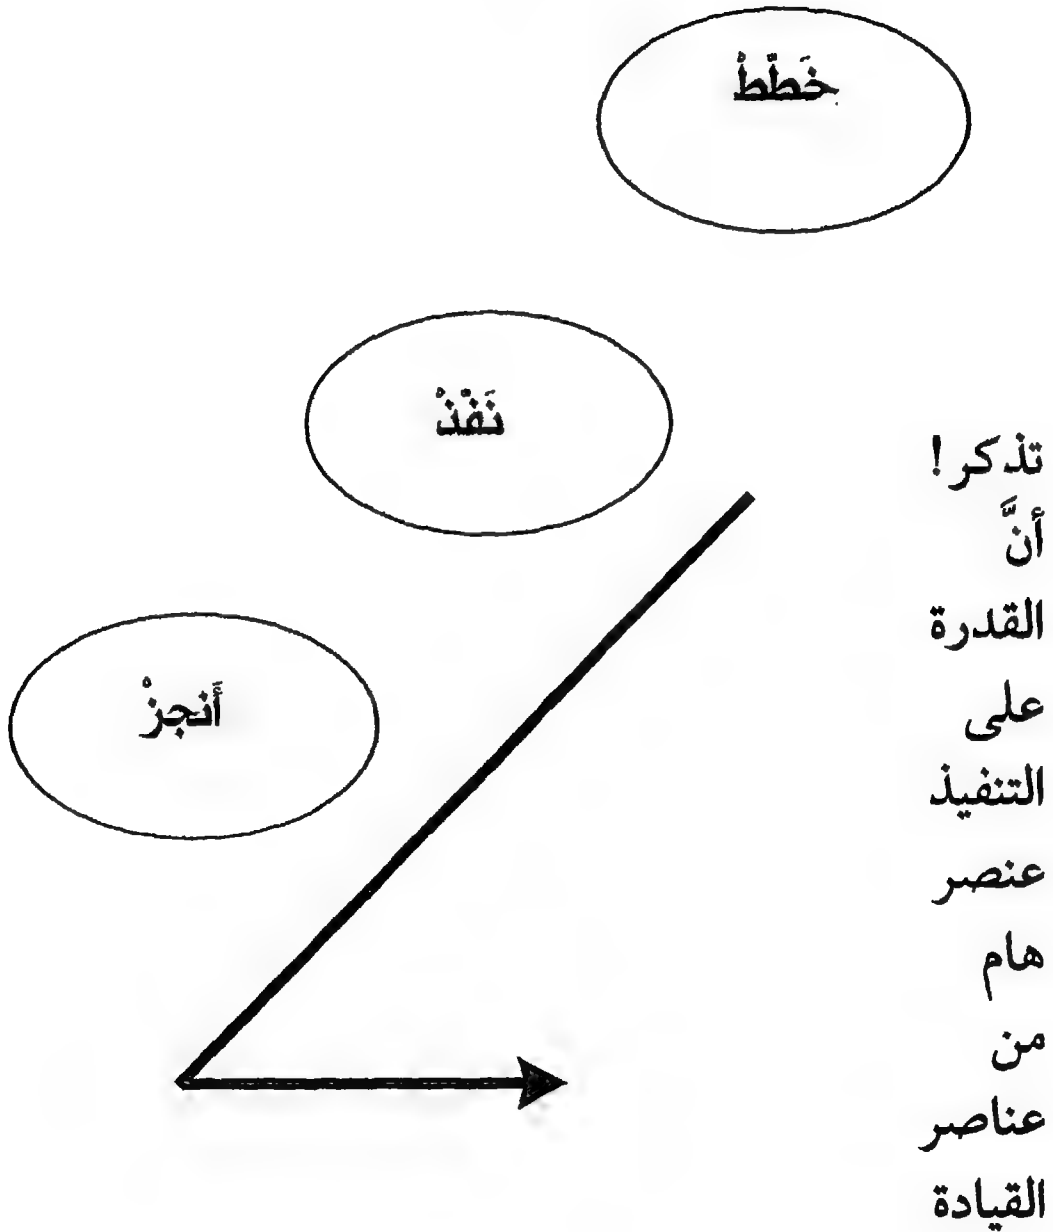 خَطّطْ
نَفّذْ
أَنجزْ
تذكر!
أنَّ
القدرة
على
التنفيذ
عنصر
هام
من
عناصر
القيادة